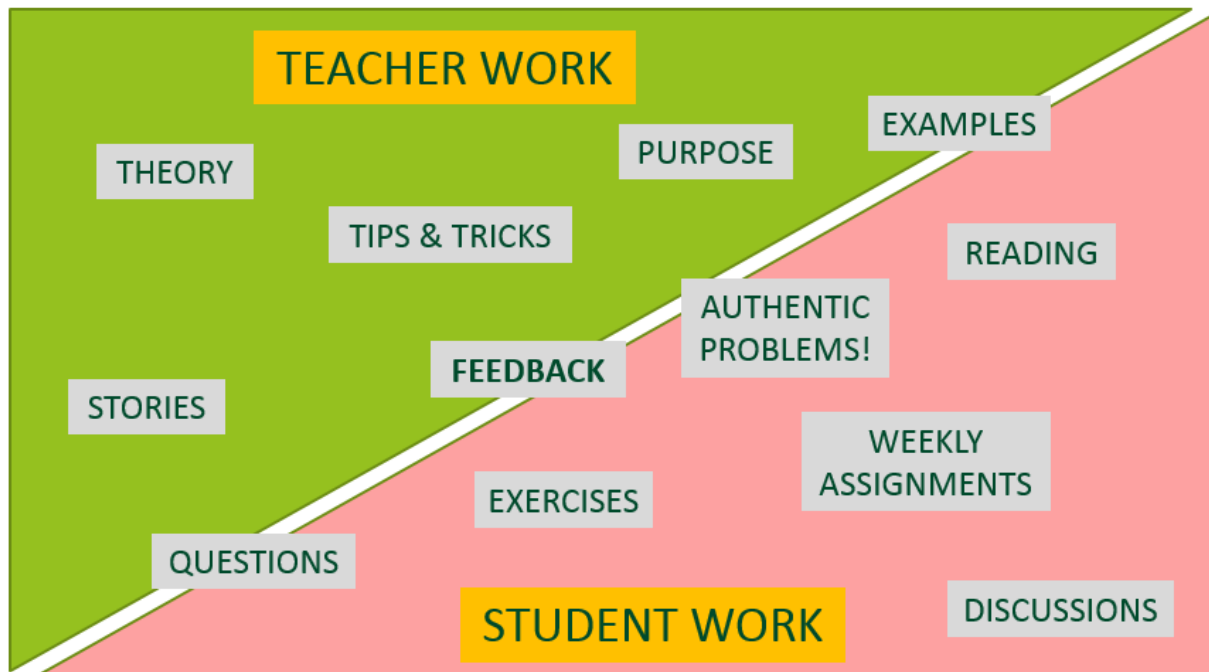 TEACHER WORK
EXAMPLES
PURPOSE
THEORY
TIPS & TRICKS
READING
AUTHENTIC
PROBLEMS!
FEEDBACK
STORIES
WEEKLY
ASSIGNMENTS
EXERCISES
QUESTIONS
STUDENT WORK
DISCUSSIONS